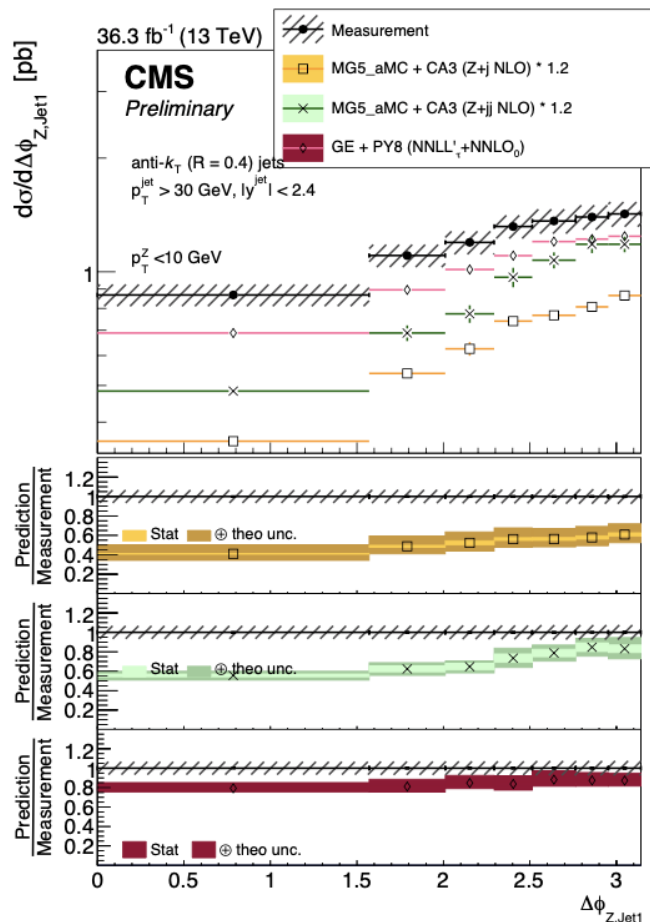 36.3 fb⁻¹ (13 TeV)
Measurement
MG5_aMC + CA3 (Z+j NLO) * 1.2
MG5_aMC + CA3 (Z+jj NLO) * 1.2
GE + PY8 (NNLL'_τ+NNLO₀)
CMS
Preliminary
anti-k_T (R = 0.4) jets
p_T^jet > 30 GeV, |y^jet| < 2.4
p_T^Z <10 GeV
dσ/dΔϕ_Z,Jet1 [pb]
1
Prediction
Measurement
1.2
1
0.8
0.6
0.4
0.2
Stat ⊕ theo unc.
Prediction
Measurement
1.2
1
0.8
0.6
0.4
0.2
Stat ⊕ theo unc.
Prediction
Measurement
1.2
1
0.8
0.6
0.4
0.2
Stat ⊕ theo unc.
0 0.5 1 1.5 2 2.5 3
Δϕ_Z,Jet1